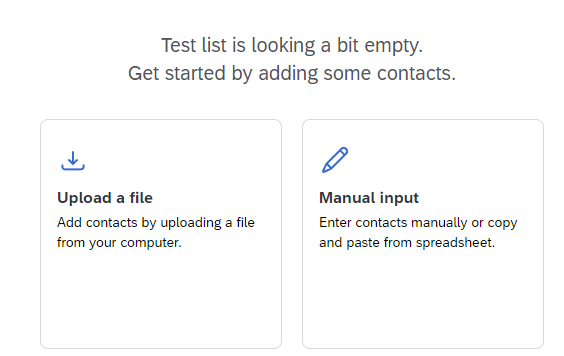 Test list is looking a bit empty.
Get started by adding some contacts.
Upload a file
Add contacts by uploading a file
from your computer.
Manual input
Enter contacts manually or copy
and paste from spreadsheet.